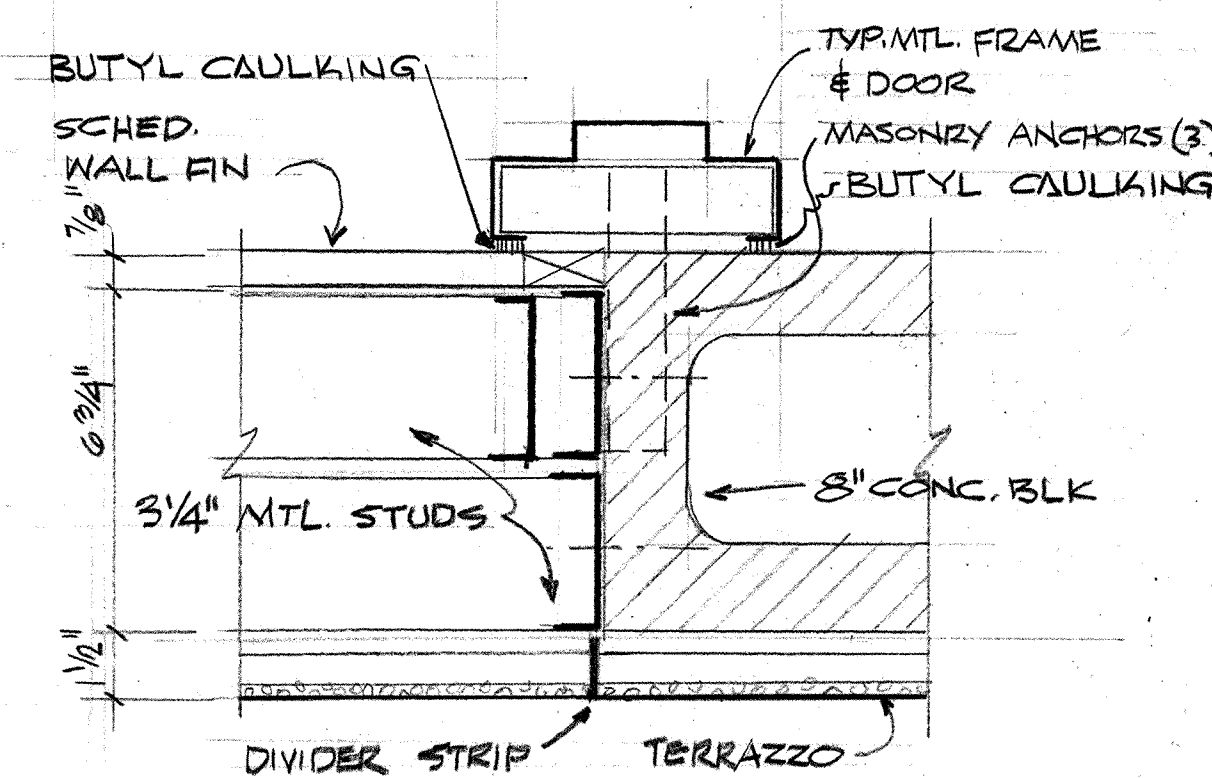 BUTYL CAULKING
SCHED.
WALL FIN
TYP. MTL. FRAME
& DOOR
MASONRY ANCHORS (3)
BUTYL CAULKING
7/8"
6 3/4"
1 1/2"
3 1/4" MTL. STUDS
8" CONC. BLK
DIVIDER STRIP
TERRAZZO